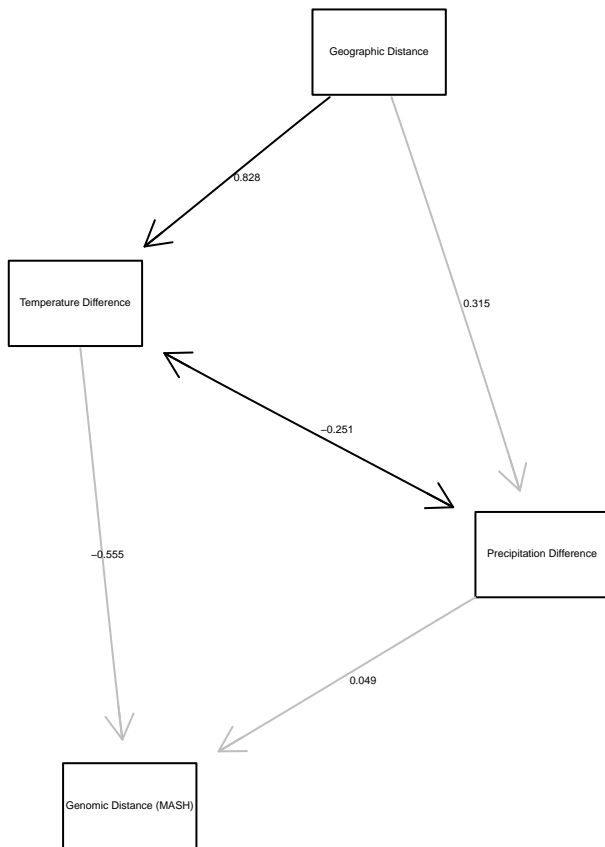 Geographic Distance
0.828
Temperature Difference
0.315
−0.251
−0.555
Precipitation Difference
0.049
Genomic Distance (MASH)